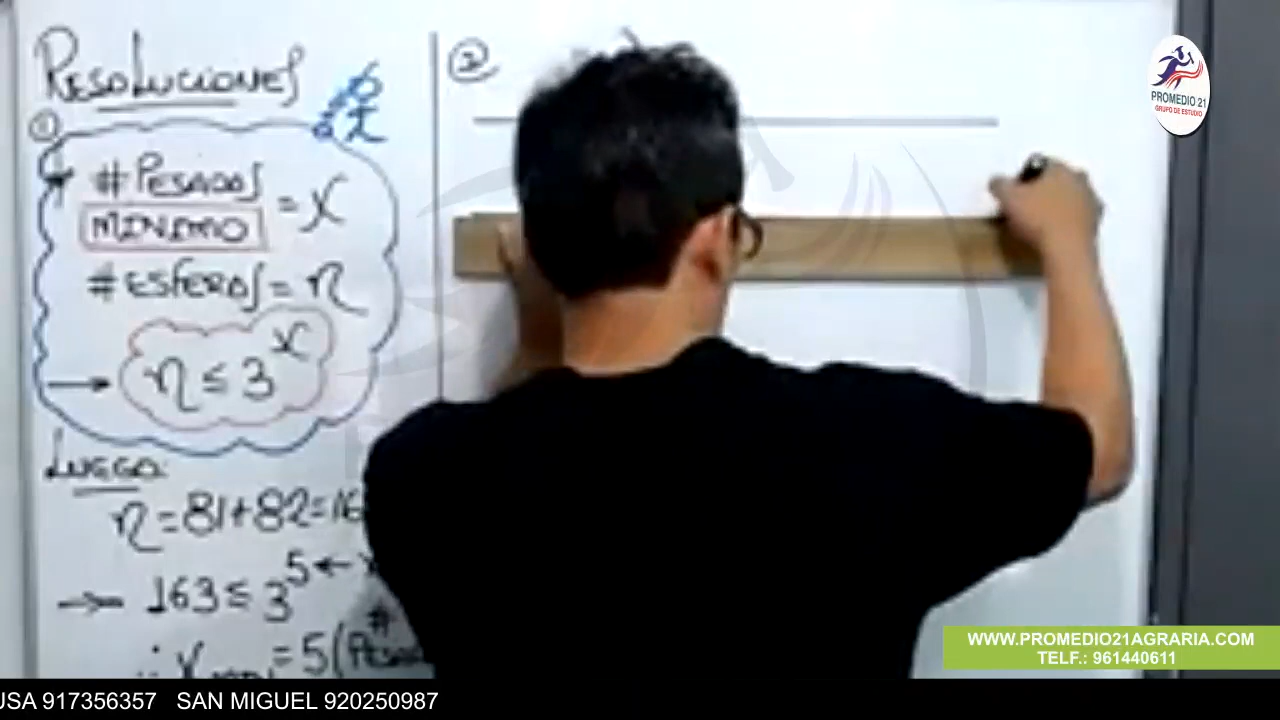 RESOLUCIONES
①
# PESADAS
MINIMO
= x
# ESFERAS = n
→ n ≤ 3^x
LUEGO:
n = 81 + 82 = 16
→ 163 ≤ 3^5 ←
#
∴ = 5 (
②
PROMEDIO 21
GRUPO DE ESTUDIO
WWW.PROMEDIO21AGRARIA.COM
TELF.: 961440611
USA 917356357 SAN MIGUEL 920250987